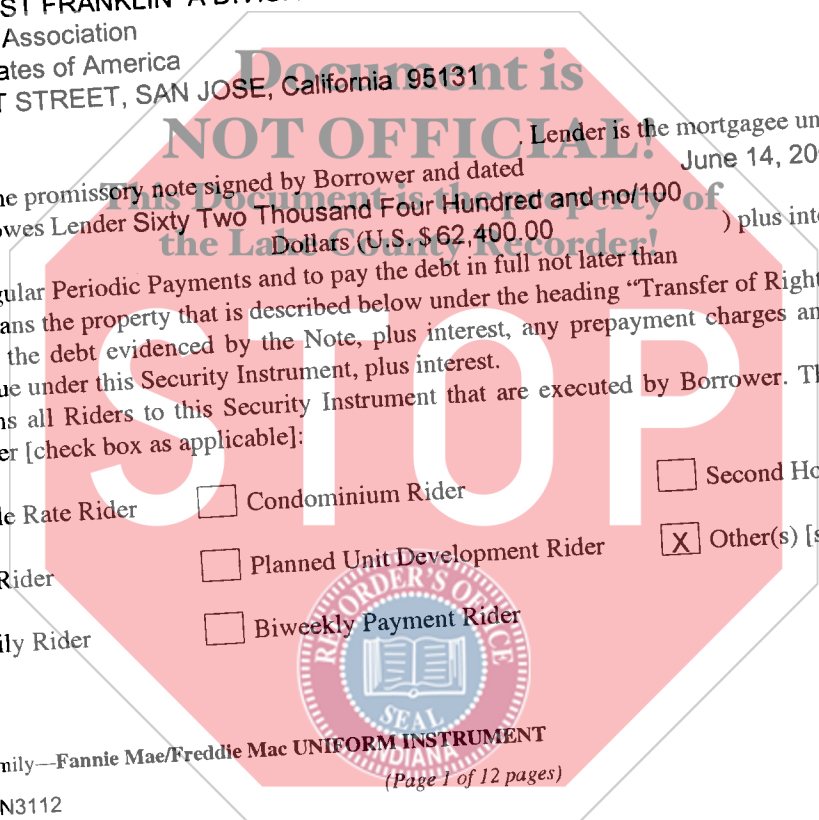 ST FRANKLIN A
Association
ates of America
T STREET, SAN JOSE, California 95131
. Lender is the mortgagee un
ne promissory note signed by Borrower and dated June 14, 20
owes Lender Sixty Two Thousand Four Hundred and no/100
Dollars (U.S. $62,400.00 ) plus inte
gular Periodic Payments and to pay the debt in full not later than
ans the property that is described below under the heading “Transfer of Right
the debt evidenced by the Note, plus interest, any prepayment charges an
ue under this Security Instrument, plus interest.
ns all Riders to this Security Instrument that are executed by Borrower. Th
er [check box as applicable]:
le Rate Rider Condominium Rider Second Ho
Rider Planned Unit Development Rider X Other(s) [s
ily Rider Biweekly Payment Rider
mily—Fannie Mae/Freddie Mac UNIFORM INSTRUMENT
(Page 1 of 12 pages)
N3112
Document is
NOT OFFICIAL!
This Document is the property of
the Lake County Recorder!
STOP
RECORDER'S OFFICE
SEAL
INDIANA